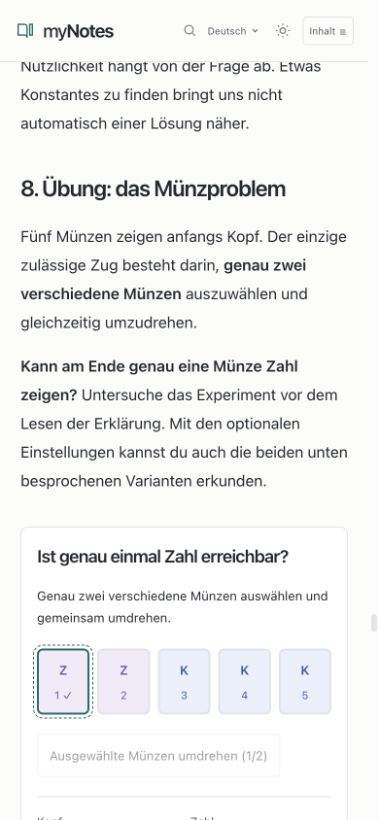 myNotes
Deutsch
Inhalt
Nützlichkeit hängt von der Frage ab. Etwas
Konstantes zu finden bringt uns nicht
automatisch einer Lösung näher.
8. Übung: das Münzproblem
Fünf Münzen zeigen anfangs Kopf. Der einzige
zulässige Zug besteht darin, genau zwei
verschiedene Münzen auszuwählen und
gleichzeitig umzudrehen.
Kann am Ende genau eine Münze Zahl
zeigen? Untersuche das Experiment vor dem
Lesen der Erklärung. Mit den optionalen
Einstellungen kannst du auch die beiden unten
besprochenen Varianten erkunden.
Ist genau einmal Zahl erreichbar?
Genau zwei verschiedene Münzen auswählen und
gemeinsam umdrehen.
Z Z K K K
1 ✓ 2 3 4 5
Ausgewählte Münzen umdrehen (1/2)
Kopf Zahl